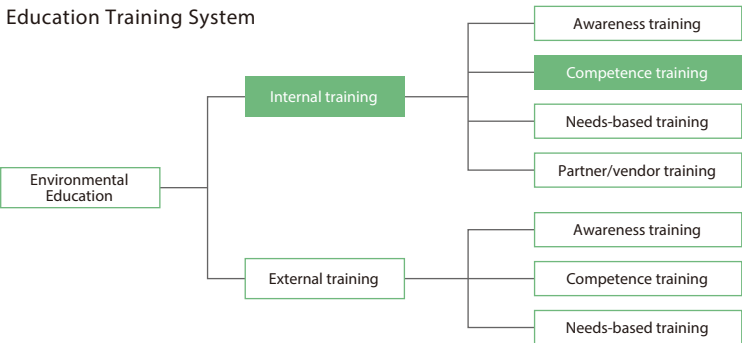 Education Training System
Environmental
Education
Internal training
Awareness training
Competence training
Needs-based training
Partner/vendor training
External training
Awareness training
Competence training
Needs-based training